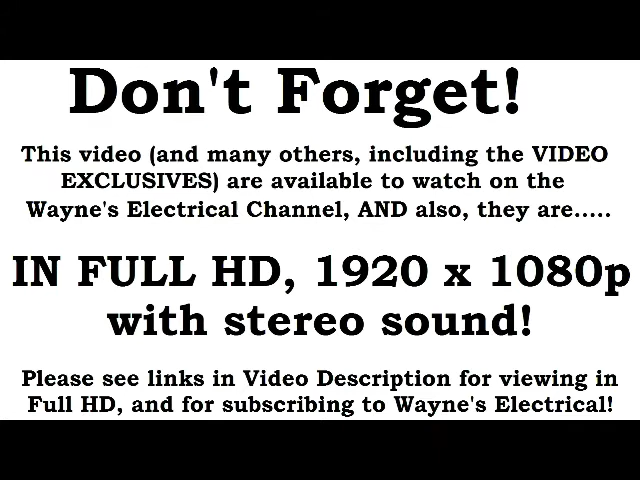 Don't Forget!
This video (and many others, including the VIDEO
EXCLUSIVES) are available to watch on the
Wayne's Electrical Channel, AND also, they are.....
IN FULL HD, 1920 x 1080p
with stereo sound!
Please see links in Video Description for viewing in
Full HD, and for subscribing to Wayne's Electrical!